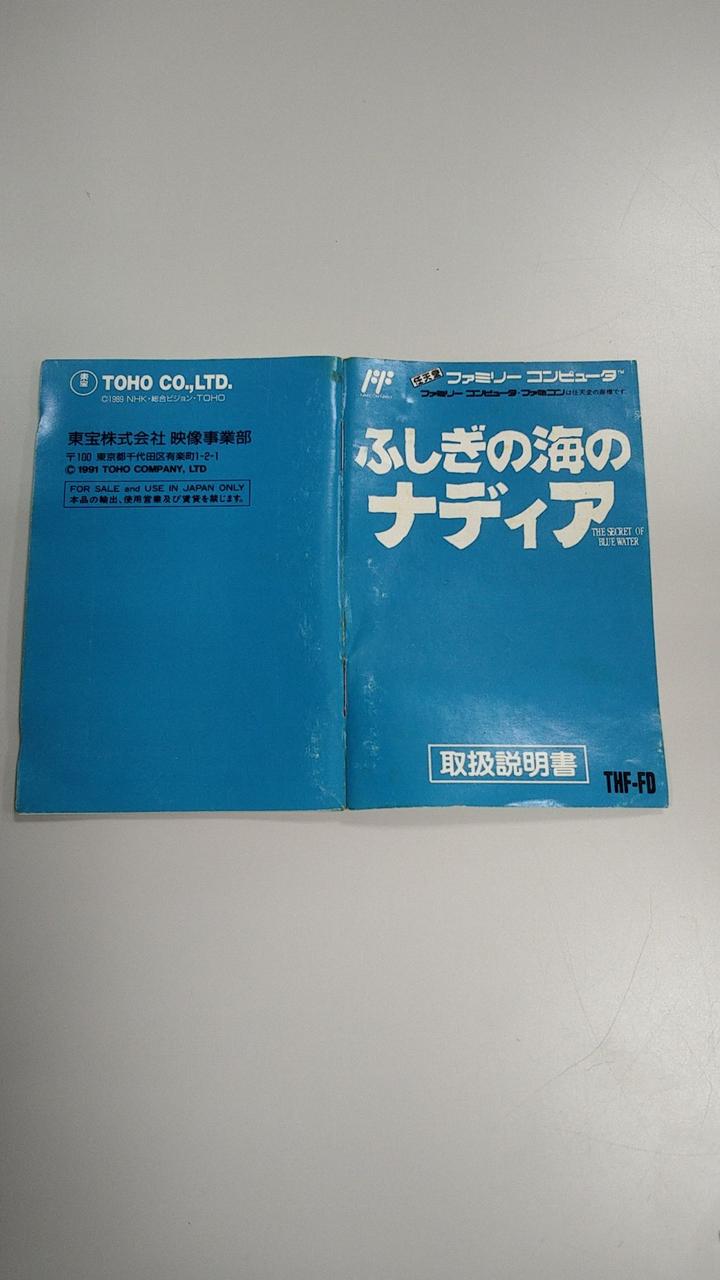 東宝
TOHO CO.,LTD.
©1989 NHK・総合ビジョン・TOHO
東宝株式会社 映像事業部
〒100 東京都千代田区有楽町1-2-1
© 1991 TOHO COMPANY, LTD
FOR SALE and USE IN JAPAN ONLY
本品の輸出、使用営業及び賃貸を禁じます。
任天堂 ファミリー コンピュータ™
ファミリー コンピュータ・ファミコンは任天堂の商標です。
ふしぎの海の
ナディア
THE SECRET OF
BLUE WATER
取扱説明書
THF-FD